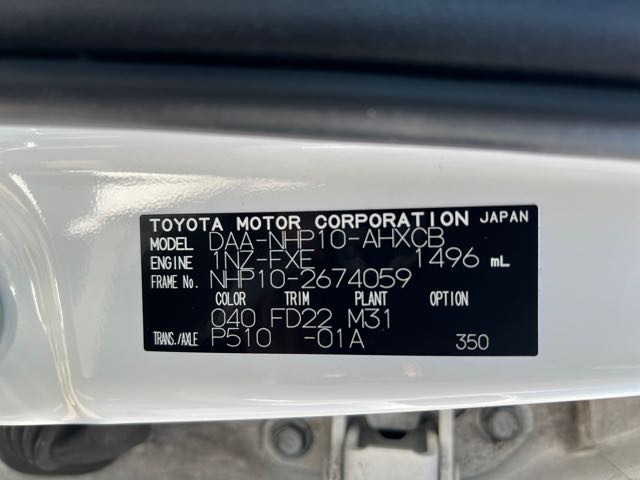 TOYOTA MOTOR CORPORATION JAPAN
MODEL DAA-NHP10-AHXCB
ENGINE 1NZ-FXE 1496 mL
FRAME No. NHP10-2674059
COLOR TRIM PLANT OPTION
040 FD22 M31
TRANS./AXLE P510 -01A 350